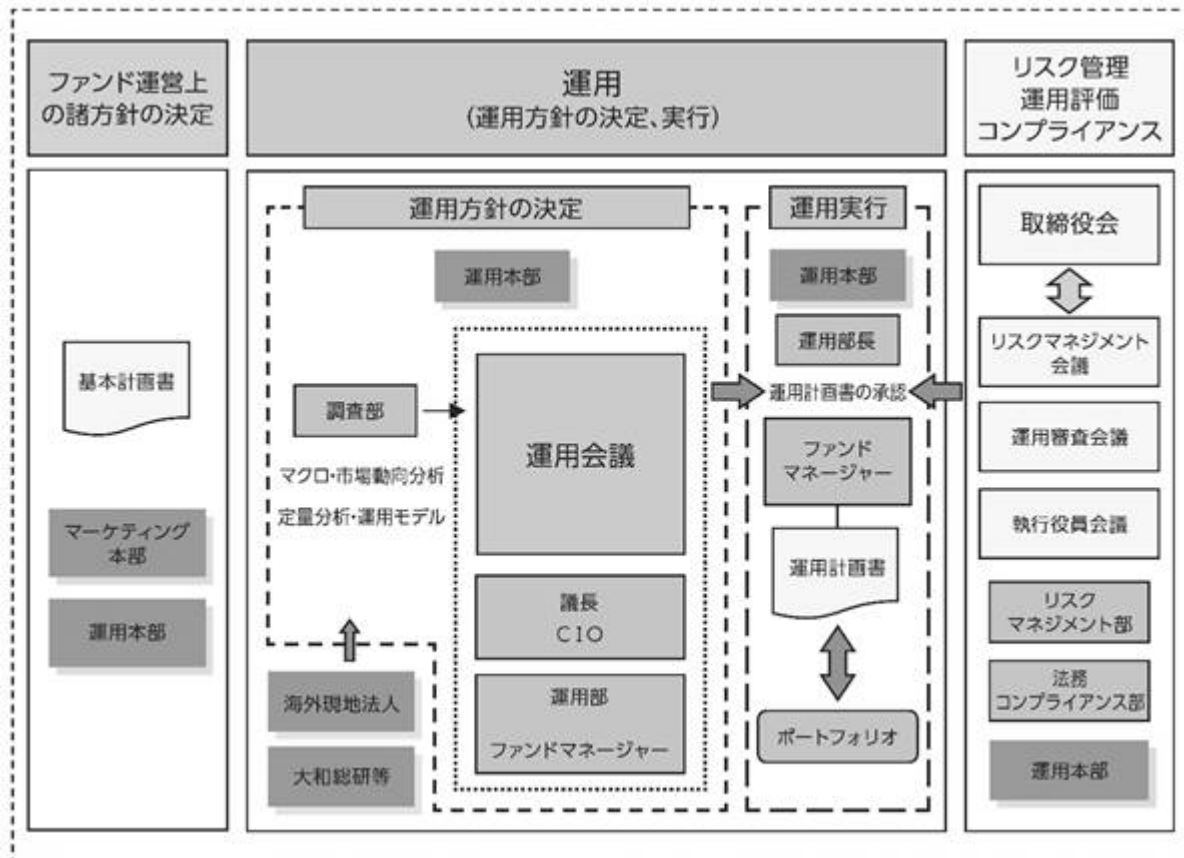 ファンド運営上
の諸方針の決定
運用
(運用方針の決定、実行)
リスク管理
運用評価
コンプライアンス
基本計画書
マーケティング
本部
運用本部
運用方針の決定
運用本部
調査部
マクロ・市場動向分析
定量分析・運用モデル
運用会議
議長
CIO
運用部
ファンドマネージャー
海外現地法人
大和総研等
運用実行
運用本部
運用部長
運用計画書の承認
ファンド
マネージャー
運用計画書
ポートフォリオ
取締役会
リスクマネジメント
会議
運用審査会議
執行役員会議
リスク
マネジメント部
法務
コンプライアンス部
運用本部